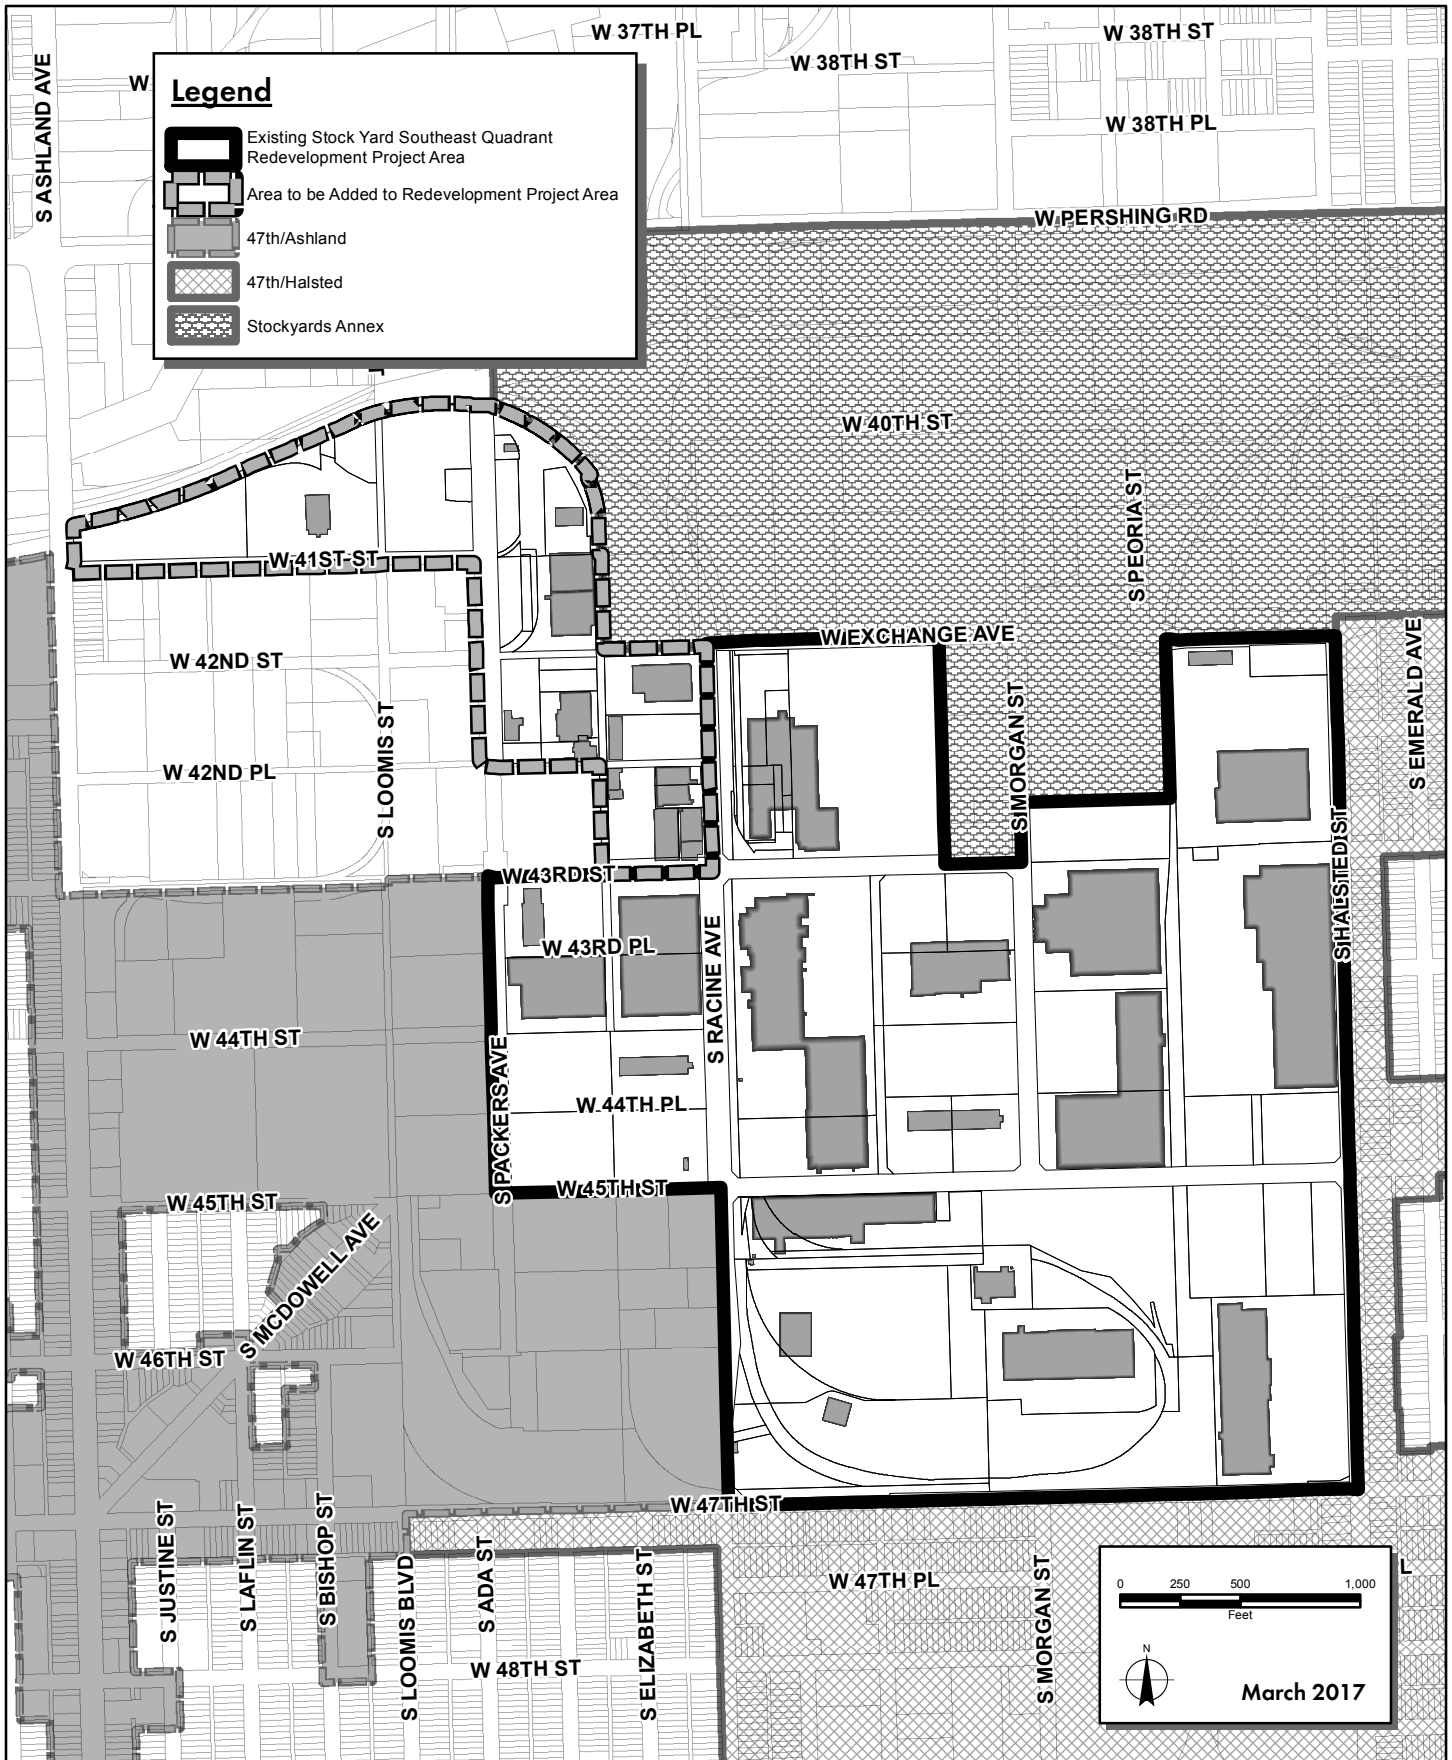 W 37TH PL
W 38TH ST
W 38TH ST
S ASHLAND AVE
W
Legend
Existing Stock Yard Southeast Quadrant
Redevelopment Project Area
Area to be Added to Redevelopment Project Area
47th/Ashland
47th/Halsted
Stockyards Annex
W 38TH PL
W PERSHING RD
W 40TH ST
S PEORIA ST
W 41ST ST
W EXCHANGE AVE
S EMERALD AVE
W 42ND ST
S LOOMIS ST
S MORGAN ST
W 42ND PL
S HALSTED ST
W 43RD ST
S RACINE AVE
W 43RD PL
W 44TH ST
S PACKERS AVE
W 44TH PL
W 45TH ST
W 45TH ST
S MCDOWELL AVE
W 46TH ST
W 47TH ST
S JUSTINE ST
S LAFLIN ST
S BISHOP ST
S LOOMIS BLVD
S ADA ST
S ELIZABETH ST
W 47TH PL
S MORGAN ST
L
W 48TH ST
0 250 500 1,000
Feet
N
March 2017